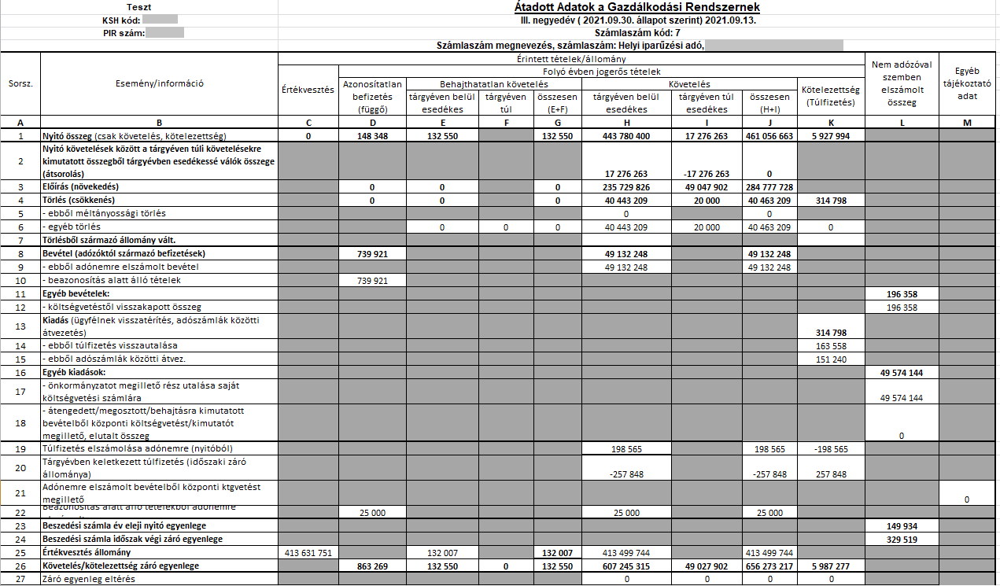 Teszt
KSH kód:
PIR szám:
Átadott Adatok a Gazdálkodási Rendszernek
III. negyedév ( 2021.09.30. állapot szerint) 2021.09.13.
Számlaszám kód: 7
Számlaszám megnevezés, számlaszám: Helyi iparűzési adó,
Sorsz. Esemény/információ Érintett tételek/állomány Nem adózóval szemben elszámolt összeg Egyéb tájékoztató adat
Értékvesztés Folyó évben jogerős tételek
Azonosítatlan befizetés (függő) Behajthatatlan követelés Követelés Kötelezettség (Túlfizetés)
tárgyéven belül esedékes tárgyéven túl összesen (E+F) tárgyéven belül esedékes tárgyéven túl esedékes összesen (H+I)
A B C D E F G H I J K L M
1 Nyitó összeg (csak követelés, kötelezettség) 0 148 348 132 550 132 550 443 780 400 17 276 263 461 056 663 5 927 994
2 Nyitó követelések között a tárgyéven túli követelésekre
kimutatott összegből tárgyévben esedékessé válók összege
(átsorolás) 17 276 263 -17 276 263 0
3 Előírás (növekedés) 0 0 0 235 729 826 49 047 902 284 777 728
4 Törlés (csökkenés) 0 0 0 40 443 209 20 000 40 463 209 314 798
5 - ebből méltányossági törlés 0 0
6 - egyéb törlés 0 0 0 40 443 209 20 000 40 463 209 0
7 Törlésből származó állomány vált.
8 Bevétel (adózóktól származó befizetések) 739 921 49 132 248 49 132 248
9 - ebből adónemre elszámolt bevétel 49 132 248 49 132 248
10 - beazonosítás alatt álló tételek 739 921
11 Egyéb bevételek: 196 358
12 - költségvetéstől visszakapott összeg 196 358
13 Kiadás (ügyfélnek visszatérítés, adószámlák közötti
átvezetés) 314 798
14 - ebből túlfizetés visszautalása 163 558
15 - ebből adószámlák közötti átvez. 151 240
16 Egyéb kiadások: 49 574 144
17 - önkormányzatot megillető rész utalása saját
költségvetési számlára 49 574 144
18 - átengedett/megosztott/behajtásra kimutatott
bevételből központi költségvetést/kimutatót
megillető, elutalt összeg 0
19 Túlfizetés elszámolása adónemre (nyitóból) 198 565 198 565 -198 565
20 Tárgyévben keletkezett túlfizetés (időszaki záró
állománya) -257 848 -257 848 257 848
21 Adónemre elszámolt bevételből központi ktgvetést
megillető 0
22 Beazonosítás alatt álló tételekből adónemre
25 000 25 000 25 000
23 Beszedési számla év eleji nyitó egyenlege 149 934
24 Beszedési számla időszak végi záró egyenlege 329 519
25 Értékvesztés állomány 413 631 751 132 007 132 007 413 499 744 413 499 744
26 Követelés/kötelezettség záró egyenlege 863 269 132 550 0 132 550 607 245 315 49 027 902 656 273 217 5 987 277
27 Záró egyenleg eltérés 0 0 0 0